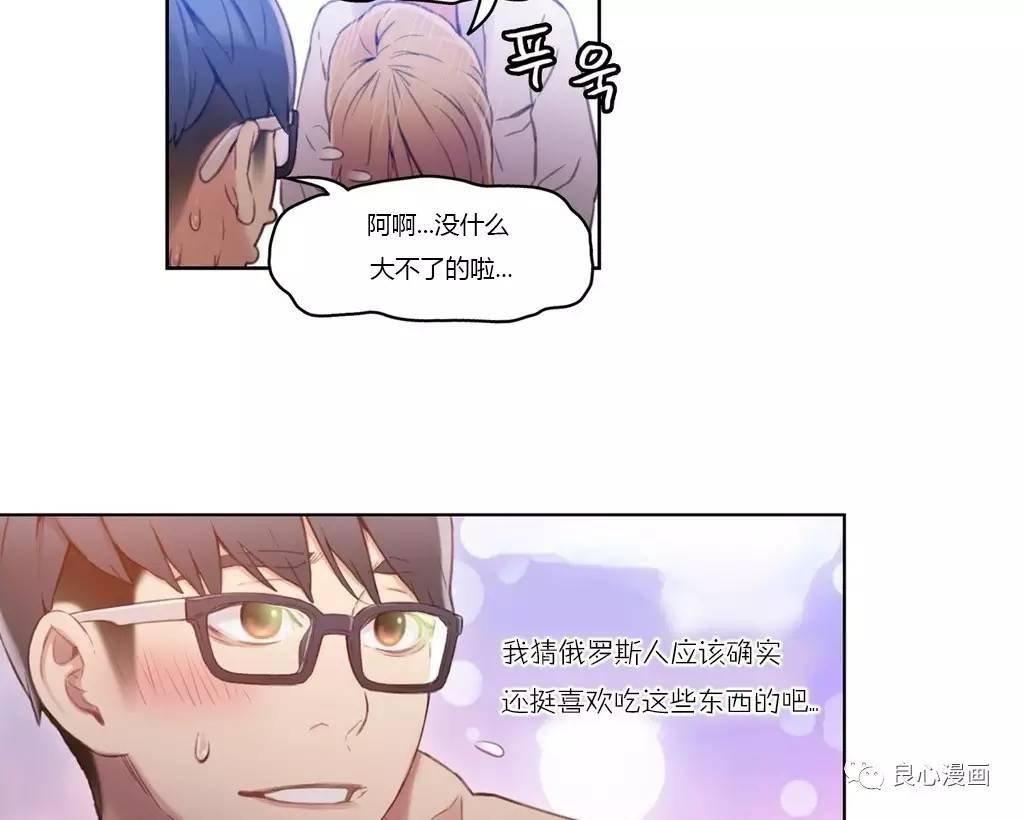 푸욱
阿啊...没什么
大不了的啦...
我猜俄罗斯人应该确实
还挺喜欢吃这些东西的吧...
良心漫画